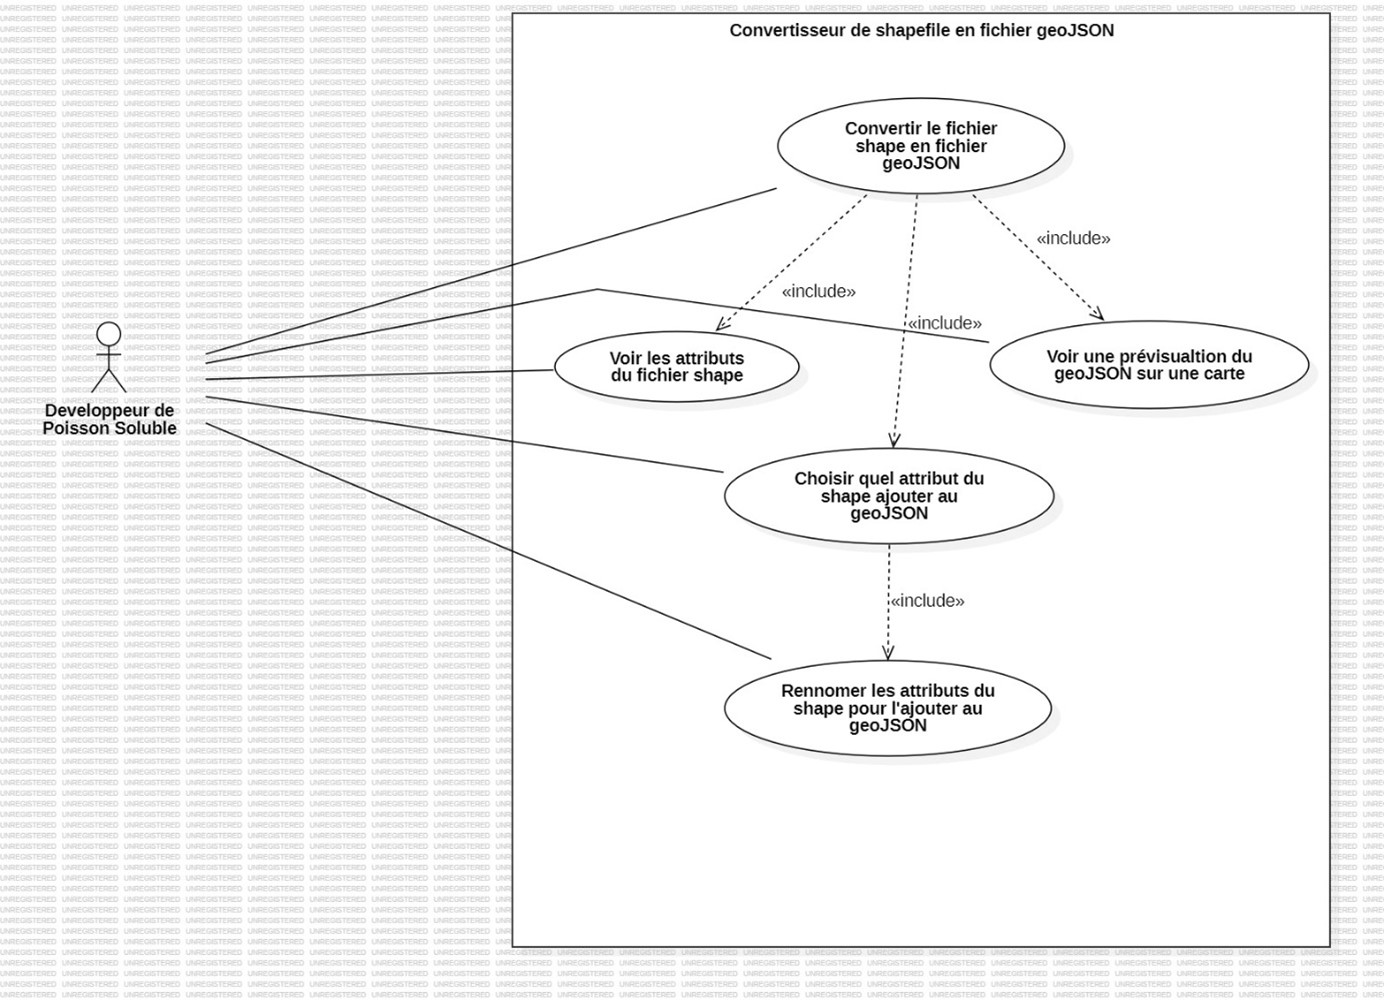 Convertisseur de shapefile en fichier geoJSON
Convertir le fichier
shape en fichier
geoJSON
«include»
«include»
«include»
Voir les attributs
du fichier shape
Voir une prévisualtion du
geoJSON sur une carte
Developpeur de
Poisson Soluble
Choisir quel attribut du
shape ajouter au
geoJSON
«include»
Rennomer les attributs du
shape pour l'ajouter au
geoJSON
UNREGISTERED